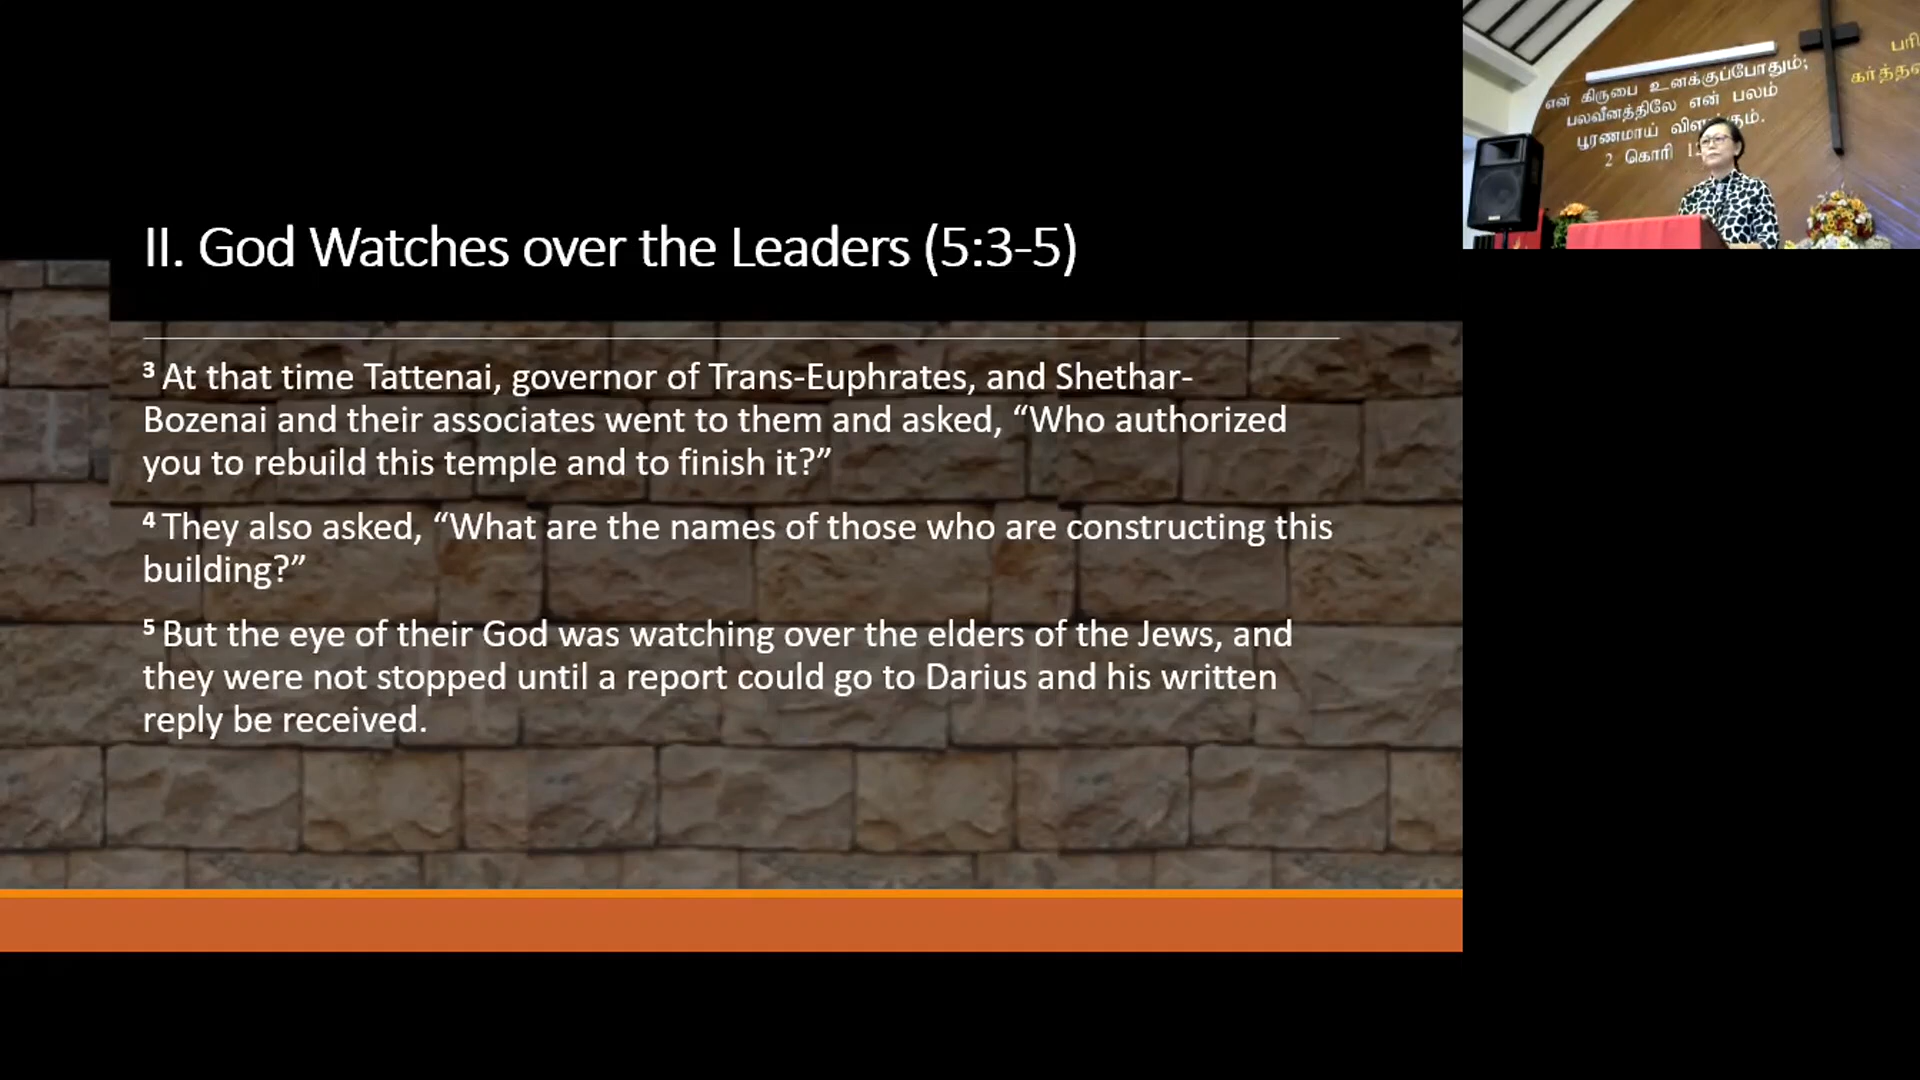 II. God Watches over the Leaders (5:3-5)
³ At that time Tattenai, governor of Trans-Euphrates, and Shethar-
Bozenai and their associates went to them and asked, “Who authorized
you to rebuild this temple and to finish it?”
⁴ They also asked, “What are the names of those who are constructing this
building?”
⁵ But the eye of their God was watching over the elders of the Jews, and
they were not stopped until a report could go to Darius and his written
reply be received.
என் கிருபை உனக்குப்போதும்;
பலவீனத்திலே என் பலம்
பூரணமாய்
2 கொரி